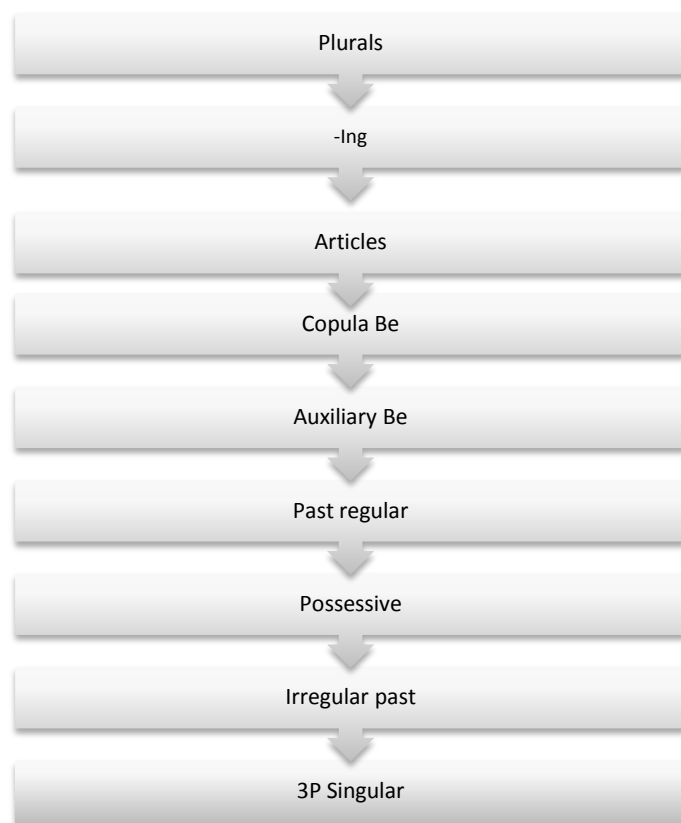 Plurals
-Ing
Articles
Copula Be
Auxiliary Be
Past regular
Possessive
Irregular past
3P Singular